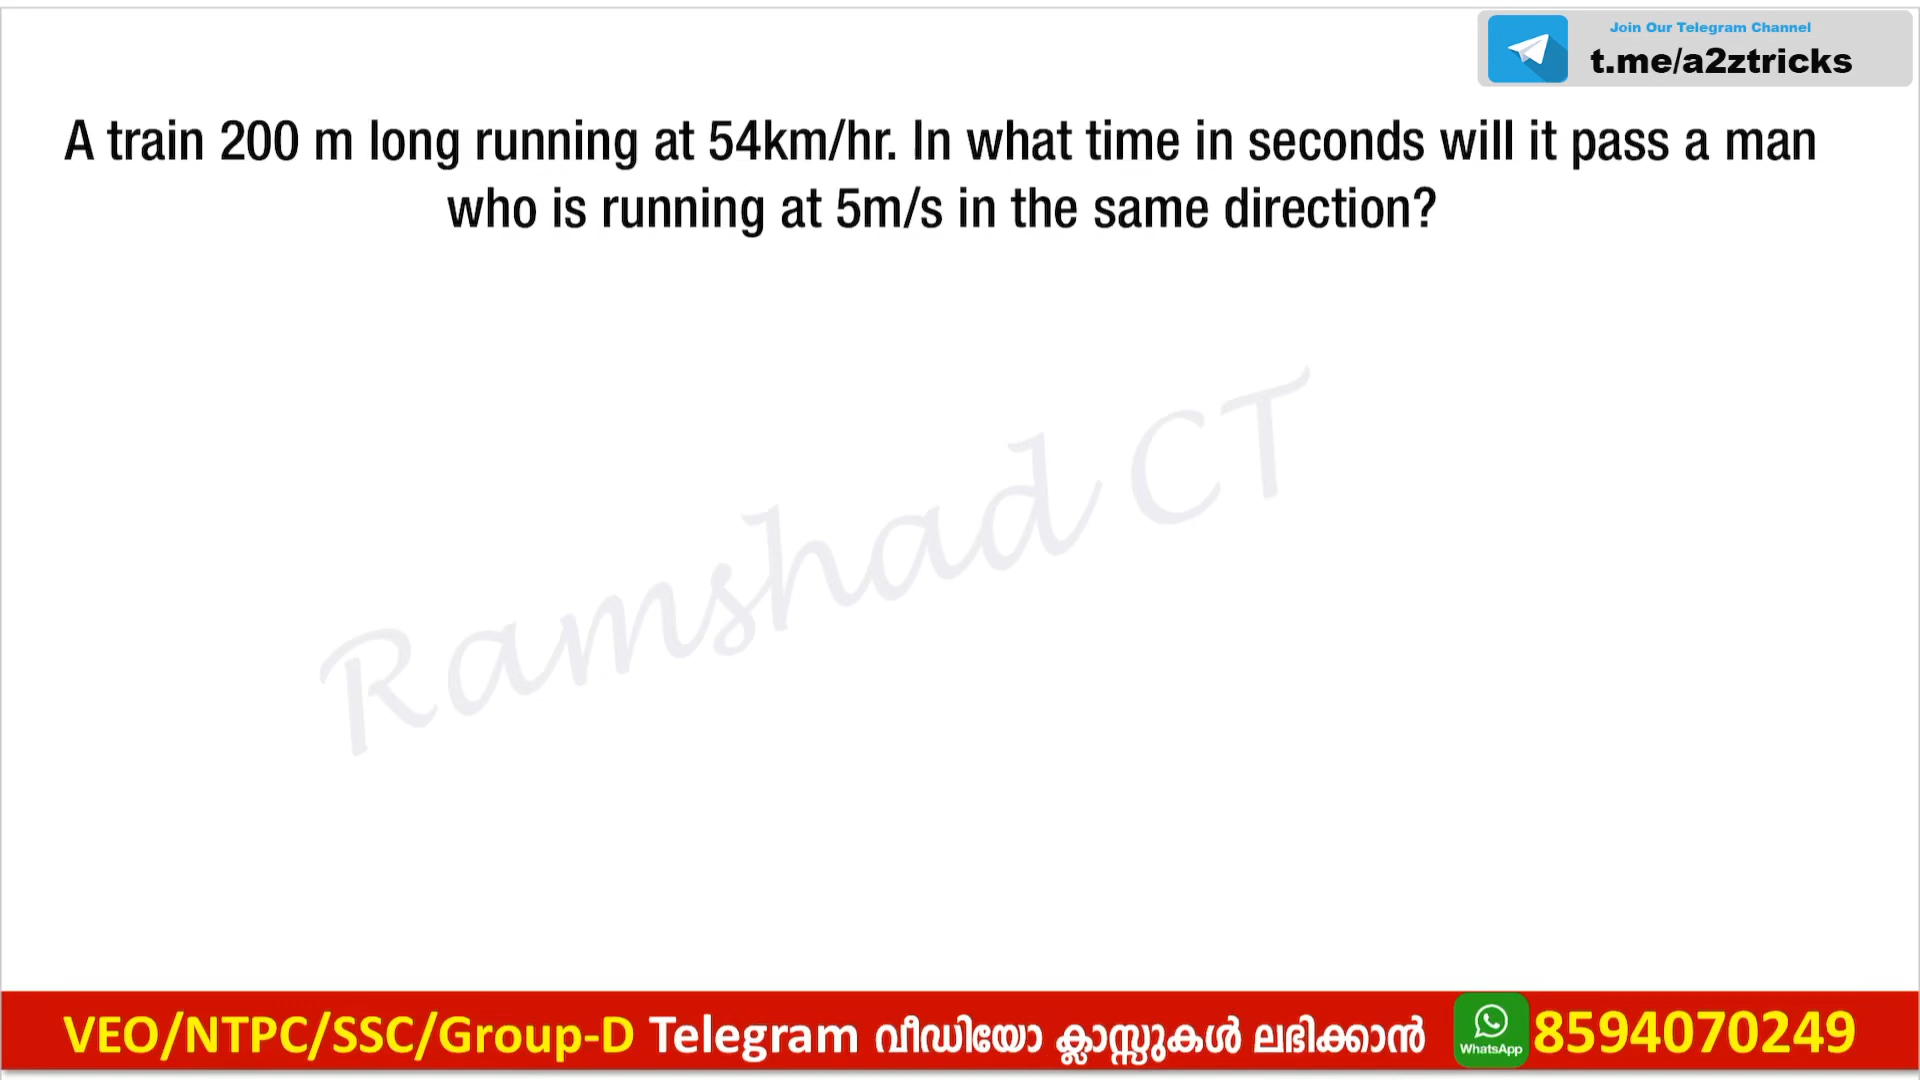 Join Our Telegram Channel
t.me/a2ztricks
A train 200 m long running at 54km/hr. In what time in seconds will it pass a man
who is running at 5m/s in the same direction?
Ramshad CT
VEO/NTPC/SSC/Group-D Telegram വീഡിയോ ക്ലാസ്സുകൾ ലഭിക്കാൻ WhatsApp 8594070249